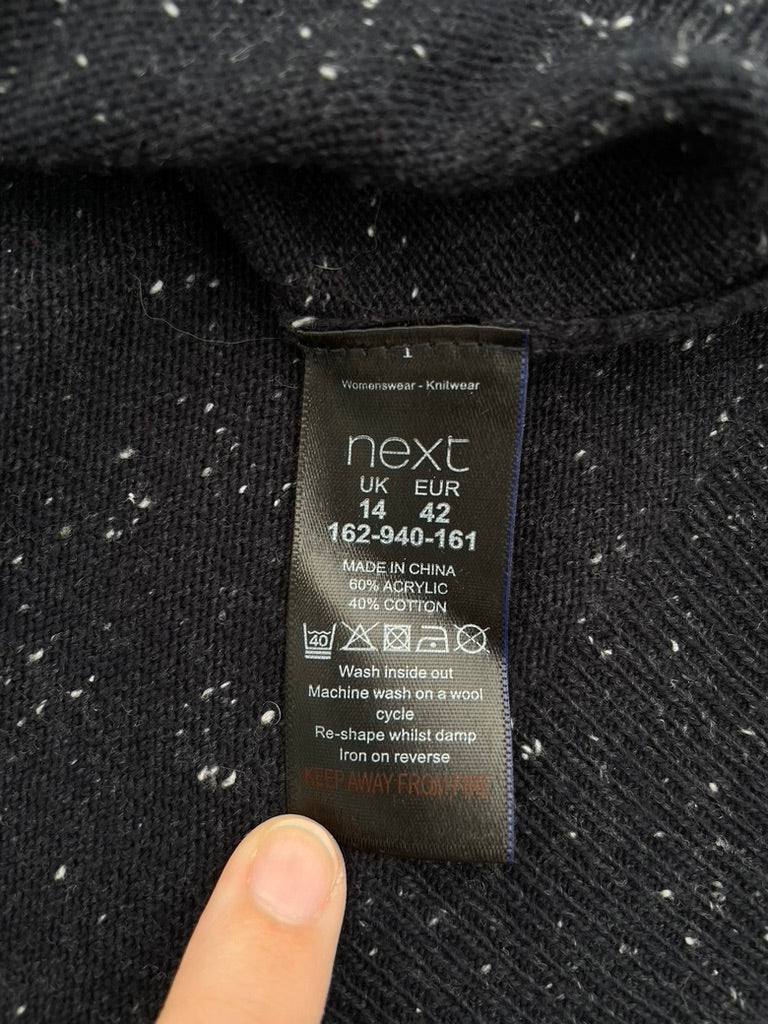 1
Womenswear - Knitwear
next
UK EUR
14 42
162-940-161
MADE IN CHINA
60% ACRYLIC
40% COTTON
40
Wash inside out
Machine wash on a wool
cycle
Re-shape whilst damp
Iron on reverse
KEEP AWAY FROM FIRE